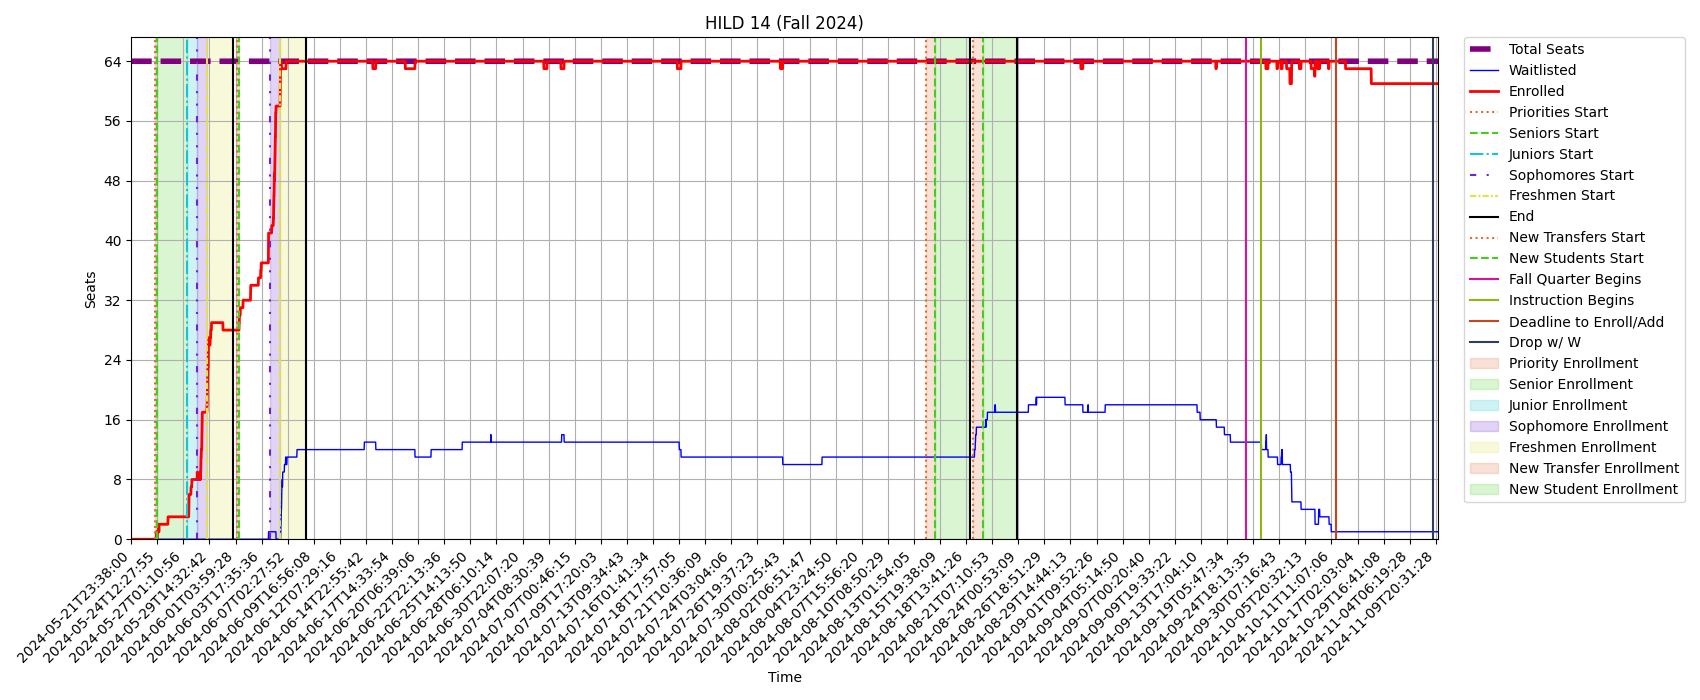 HILD 14 (Fall 2024)
Seats
64
56
48
40
32
24
16
8
0
2024-05-21T23:38:00
2024-05-24T12:27:55
2024-05-27T01:10:56
2024-05-29T14:32:42
2024-06-01T03:59:28
2024-06-03T17:35:36
2024-06-07T02:27:52
2024-06-09T16:56:08
2024-06-12T07:29:16
2024-06-14T22:55:42
2024-06-17T14:33:54
2024-06-20T06:39:06
2024-06-22T22:13:36
2024-06-25T14:13:50
2024-06-28T06:10:14
2024-06-30T22:07:20
2024-07-04T08:30:39
2024-07-07T00:46:15
2024-07-09T17:20:03
2024-07-13T09:34:43
2024-07-16T01:41:34
2024-07-18T17:57:05
2024-07-21T10:36:09
2024-07-24T03:04:06
2024-07-26T19:37:23
2024-07-30T00:25:43
2024-08-02T06:51:47
2024-08-04T23:24:50
2024-08-07T15:56:20
2024-08-10T08:50:29
2024-08-13T01:54:05
2024-08-15T19:38:09
2024-08-18T13:41:26
2024-08-21T07:10:53
2024-08-24T00:53:09
2024-08-26T18:51:29
2024-08-29T14:44:13
2024-09-01T09:52:26
2024-09-04T05:14:50
2024-09-07T00:20:40
2024-09-09T19:33:22
2024-09-13T17:04:10
2024-09-19T05:47:34
2024-09-24T18:13:35
2024-09-30T07:16:43
2024-10-05T20:32:13
2024-10-11T11:07:06
2024-10-17T02:03:04
2024-10-29T16:41:08
2024-11-04T06:19:28
2024-11-09T20:31:28
Time
Total Seats
Waitlisted
Enrolled
Priorities Start
Seniors Start
Juniors Start
Sophomores Start
Freshmen Start
End
New Transfers Start
New Students Start
Fall Quarter Begins
Instruction Begins
Deadline to Enroll/Add
Drop w/ W
Priority Enrollment
Senior Enrollment
Junior Enrollment
Sophomore Enrollment
Freshmen Enrollment
New Transfer Enrollment
New Student Enrollment